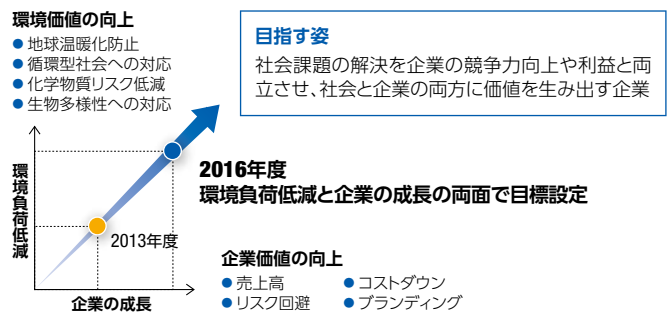 環境価値の向上
● 地球温暖化防止
● 循環型社会への対応
● 化学物質リスク低減
● 生物多様性への対応
目指す姿
社会課題の解決を企業の競争力向上や利益と両
立させ、社会と企業の両方に価値を生み出す企業
環境負荷低減
2016年度
環境負荷低減と企業の成長の両面で目標設定
2013年度
企業の成長
企業価値の向上
● 売上高
● コストダウン
● リスク回避
● ブランディング